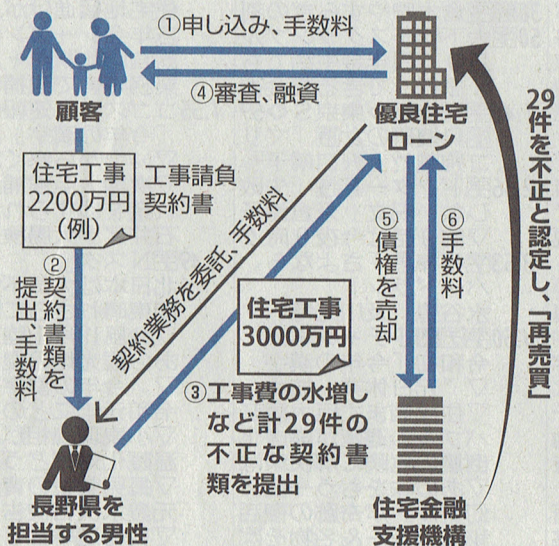 ①申し込み、手数料
④審査、融資
顧客
優良住宅
ローン
住宅工事
2200万円
(例)
工事請負
契約書
②契約書類を
提出、手数料
契約業務を委託、手数料
住宅工事
3000万円
③工事費の水増し
など計29件の
不正な契約書
類を提出
⑤債権を売却
⑥手数料
29件を不正と認定し、「再売買」
長野県を
担当する男性
住宅金融
支援機構